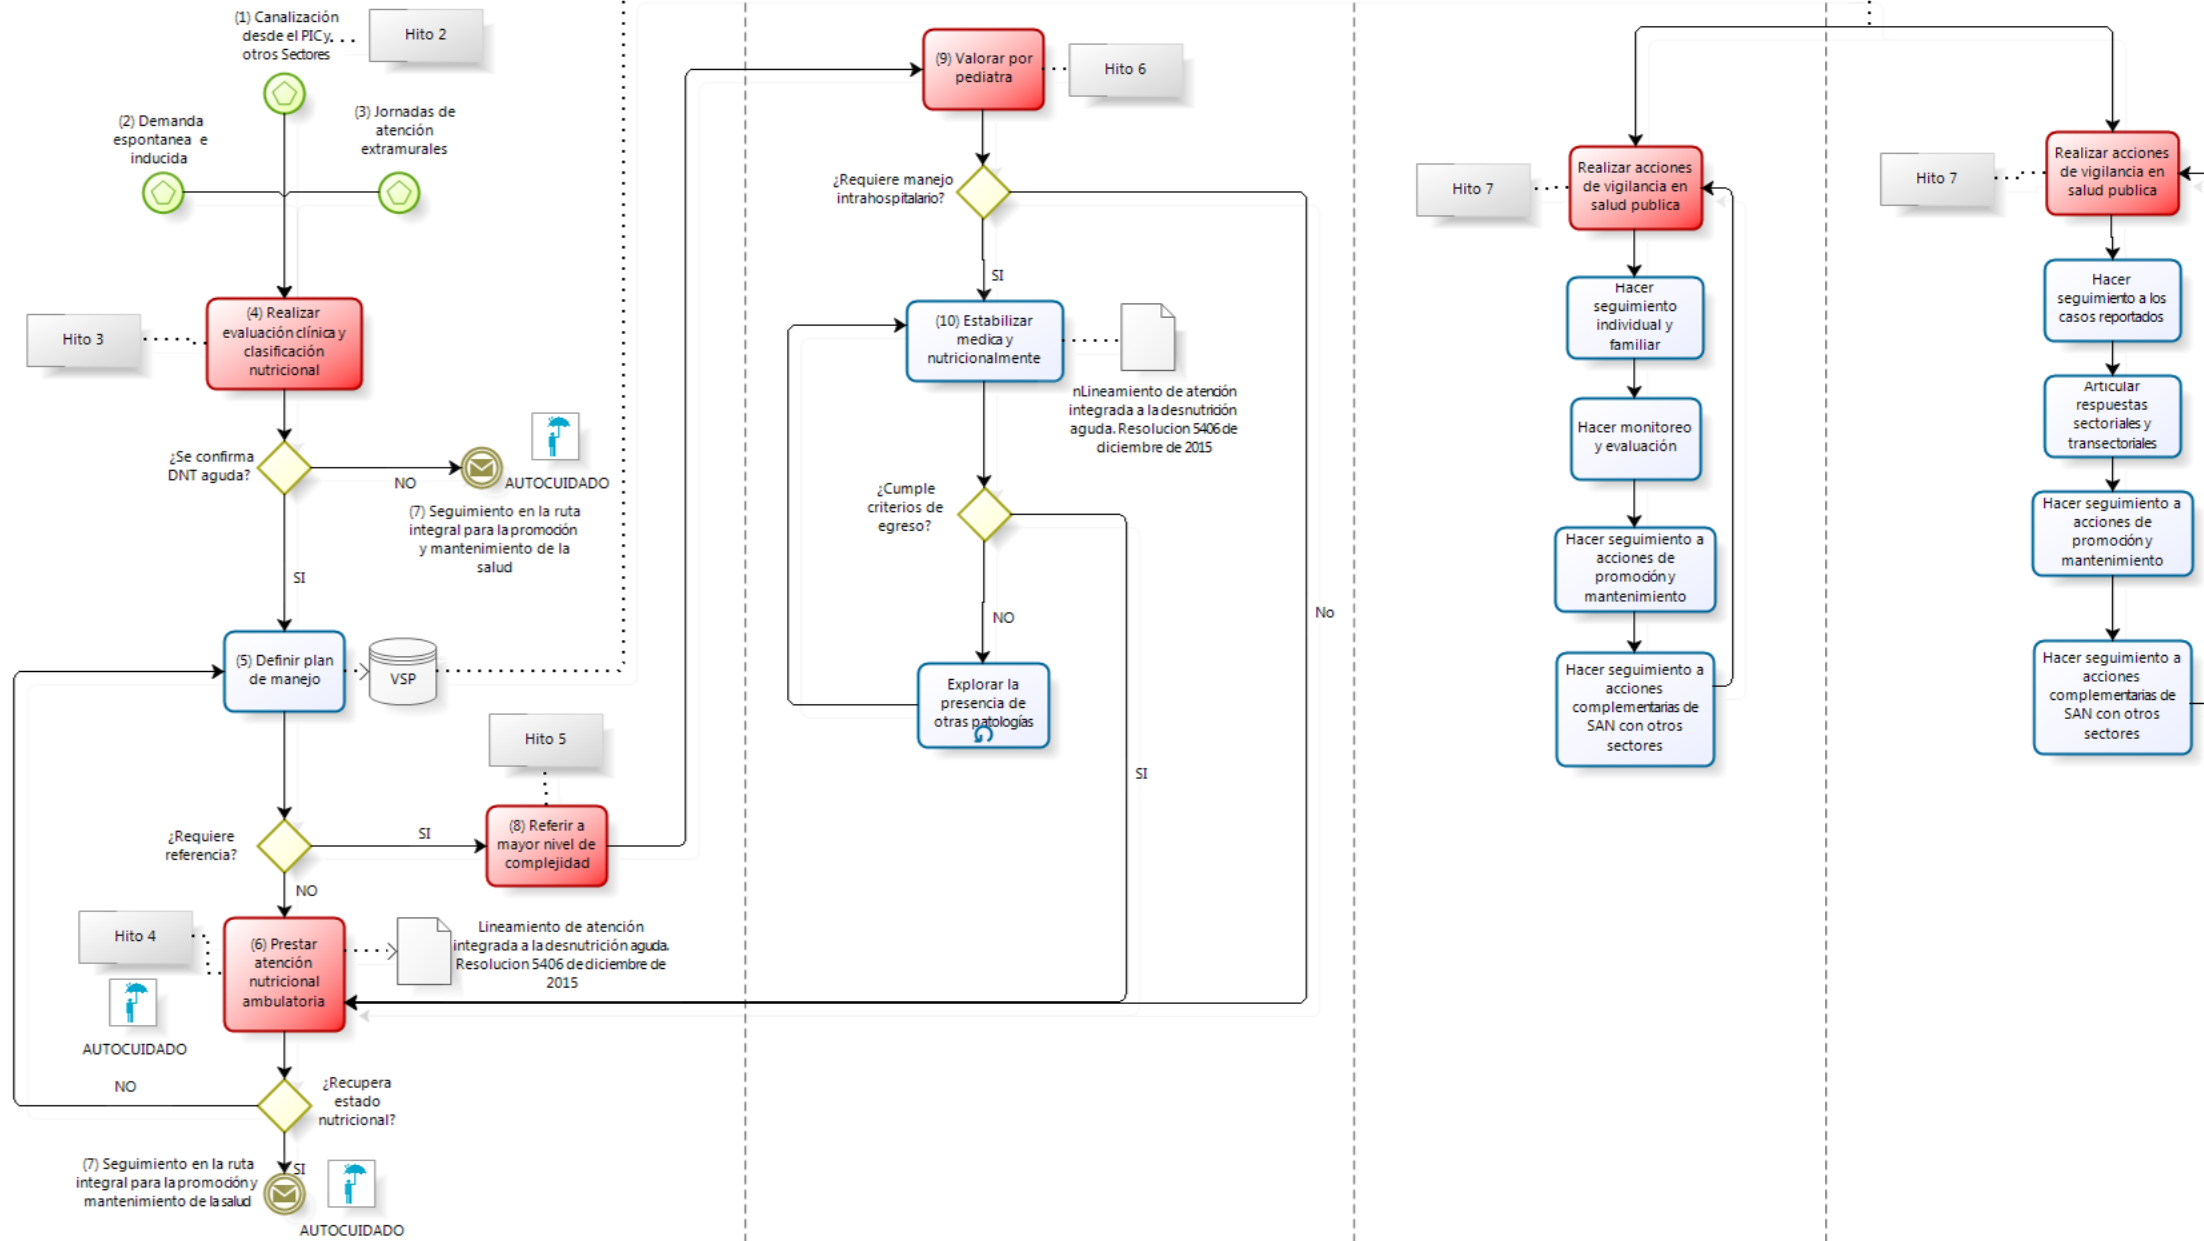 (1) Canalización
desde el PIC y
otros Sectores
Hito 2
(2) Demanda
espontanea e
inducida
(3) Jornadas de
atención
extramurales
Hito 3
(4) Realizar
evaluación clínica y
clasificación
nutricional
¿Se confirma
DNT aguda?
NO
AUTOCUIDADO
(7) Seguimiento en la ruta
integral para la promoción
y mantenimiento de la
salud
SI
(5) Definir plan
de manejo
VSP
Hito 5
¿Requiere
referencia?
SI
(8) Referir a
mayor nivel de
complejidad
NO
Hito 4
(6) Prestar
atención
nutricional
ambulatoria
Lineamiento de atención
integrada a la desnutrición aguda.
Resolucion 5406 de diciembre de
2015
AUTOCUIDADO
NO
¿Recupera
estado
nutricional?
(7) Seguimiento en la ruta
integral para la promoción y
mantenimiento de la salud
SI
AUTOCUIDADO
(9) Valorar por
pediatra
Hito 6
¿Requiere manejo
intrahospitalario?
SI
(10) Estabilizar
medica y
nutricionalmente
nLineamiento de atención
integrada a la desnutrición
aguda. Resolucion 5406 de
diciembre de 2015
¿Cumple
criterios de
egreso?
NO
No
Explorar la
presencia de
otras patologías
SI
Hito 7
Realizar acciones
de vigilancia en
salud publica
Hacer
seguimiento
individual y
familiar
Hacer monitoreo
y evaluación
Hacer seguimiento a
acciones de
promoción y
mantenimiento
Hacer seguimiento a
acciones
complementarias de
SAN con otros
sectores
Hito 7
Realizar acciones
de vigilancia en
salud publica
Hacer
seguimiento a los
casos reportados
Articular
respuestas
sectoriales y
transectoriales
Hacer seguimiento a
acciones de
promoción y
mantenimiento
Hacer seguimiento a
acciones
complementarias de
SAN con otros
sectores